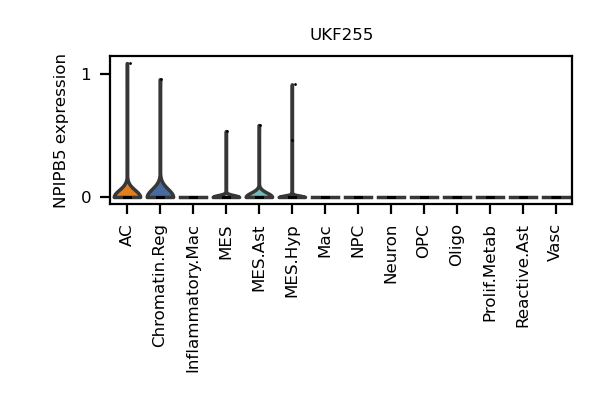 UKF255
NPIPB5 expression
1
0
AC
Chromatin.Reg
Inflammatory.Mac
MES
MES.Ast
MES.Hyp
Mac
NPC
Neuron
OPC
Oligo
Prolif.Metab
Reactive.Ast
Vasc